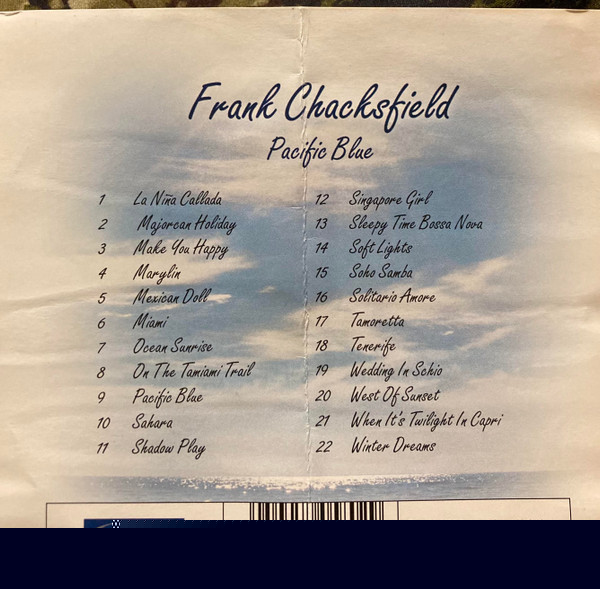 Frank Chacksfield
Pacific Blue
1 La Niña Callada
2 Majorcan Holiday
3 Make You Happy
4 Marylin
5 Mexican Doll
6 Miami
7 Ocean Sunrise
8 On The Tamiami Trail
9 Pacific Blue
10 Sahara
11 Shadow Play
12 Singapore Girl
13 Sleepy Time Bossa Nova
14 Soft Lights
15 Soho Samba
16 Solitario Amore
17 Tamoretta
18 Tenerife
19 Wedding In Schio
20 West Of Sunset
21 When It's Twilight In Capri
22 Winter Dreams